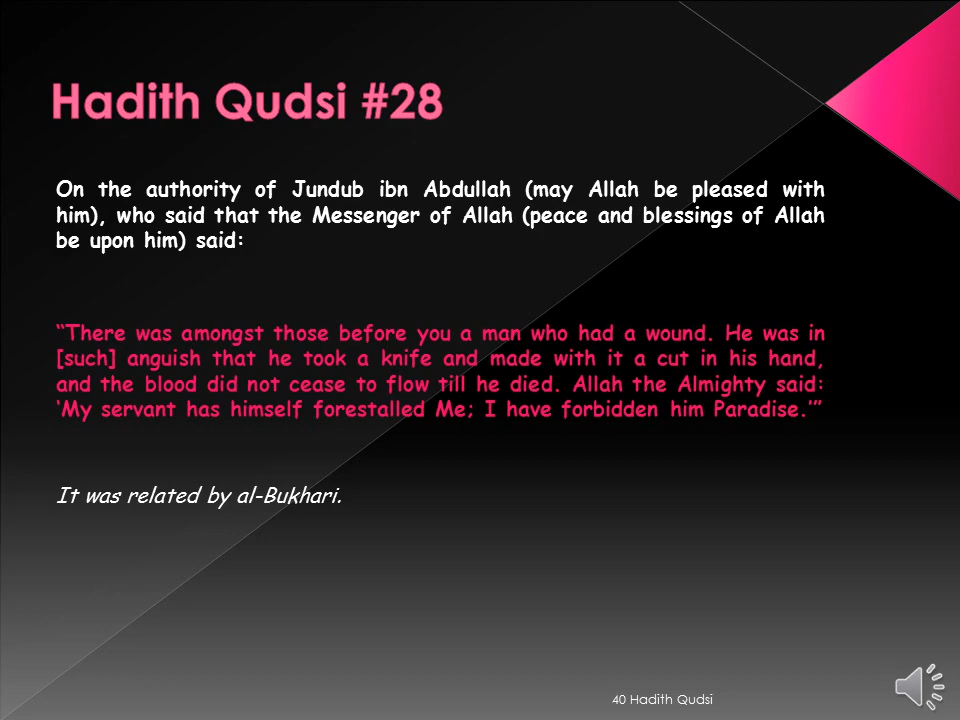 Hadith Qudsi #28
On the authority of Jundub ibn Abdullah (may Allah be pleased with
him), who said that the Messenger of Allah (peace and blessings of Allah
be upon him) said:
“There was amongst those before you a man who had a wound. He was in
[such] anguish that he took a knife and made with it a cut in his hand,
and the blood did not cease to flow till he died. Allah the Almighty said:
‘My servant has himself forestalled Me; I have forbidden him Paradise.’”
It was related by al-Bukhari.
40 Hadith Qudsi